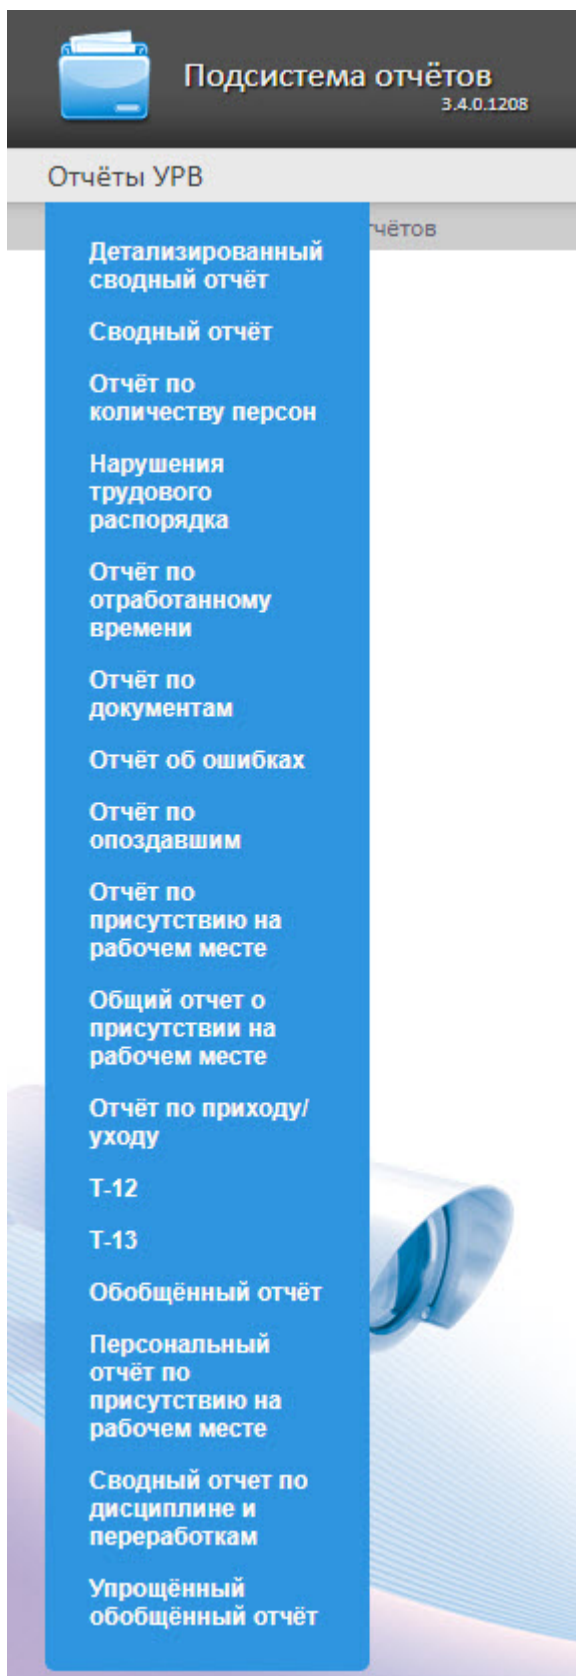 Подсистема отчётов
3.4.0.1208
Отчёты УРВ
чётов
Детализированный
сводный отчёт
Сводный отчёт
Отчёт по
количеству персон
Нарушения
трудового
распорядка
Отчёт по
отработанному
времени
Отчёт по
документам
Отчёт об ошибках
Отчёт по
опоздавшим
Отчёт по
присутствию на
рабочем месте
Общий отчет о
присутствии на
рабочем месте
Отчёт по приходу/
уходу
Т-12
Т-13
Обобщённый отчёт
Персональный
отчёт по
присутствию на
рабочем месте
Сводный отчет по
дисциплине и
переработкам
Упрощённый
обобщённый отчёт